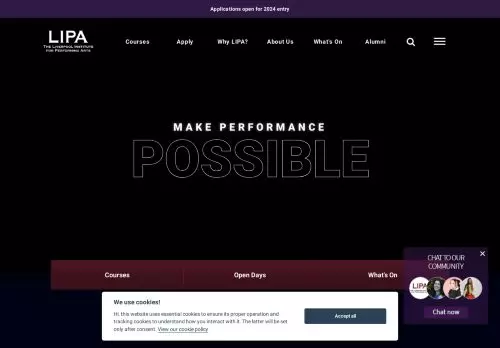 Applications open for 2024 entry
LIPA
THE LIVERPOOL INSTITUTE
FOR PERFORMING ARTS
Courses
Apply
Why LIPA?
About Us
What's On
Alumni
MAKE PERFORMANCE
POSSIBLE
Courses
Open Days
What's On
CHAT TO OUR
COMMUNITY
LIPA
Chat now
We use cookies!
Hi, this website uses essential cookies to ensure its proper operation and
tracking cookies to understand how you interact with it. The latter will be set
only after consent. View our cookie policy
Accept all